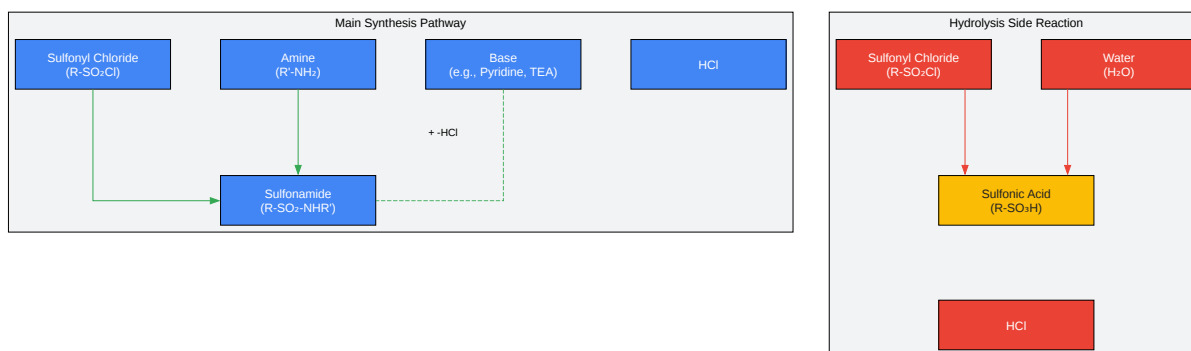 Main Synthesis Pathway
Sulfonyl Chloride
(R-SO₂Cl)
Amine
(R'-NH₂)
Base
(e.g., Pyridine, TEA)
HCl
+ -HCl
Sulfonamide
(R-SO₂-NHR')
Hydrolysis Side Reaction
Sulfonyl Chloride
(R-SO₂Cl)
Water
(H₂O)
Sulfonic Acid
(R-SO₃H)
HCl